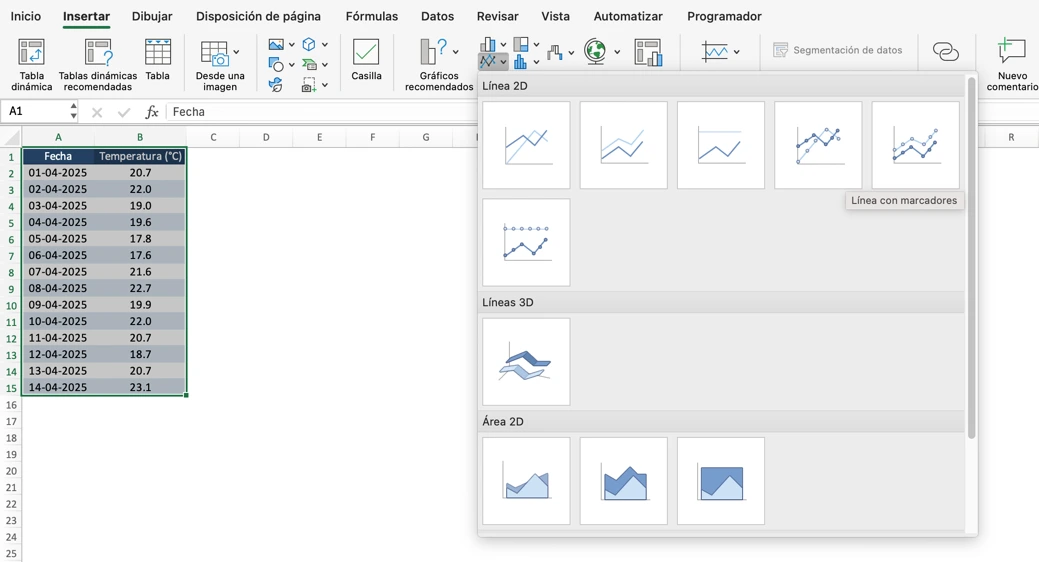 Inicio Insertar Dibujar Disposición de página Fórmulas Datos Revisar Vista Automatizar Programador
Tabla dinámica
Tablas dinámicas recomendadas
Tabla
Desde una imagen
Casilla
Gráficos recomendados
Segmentación de datos
Nuevo comentario
A1 fx Fecha
A B C D E F G R
1 Fecha Temperatura (°C)
2 01-04-2025 20.7
3 02-04-2025 22.0
4 03-04-2025 19.0
5 04-04-2025 19.6
6 05-04-2025 17.8
7 06-04-2025 17.6
8 07-04-2025 21.6
9 08-04-2025 22.7
10 09-04-2025 19.9
11 10-04-2025 22.0
12 11-04-2025 20.7
13 12-04-2025 18.7
14 13-04-2025 20.7
15 14-04-2025 23.1
16
17
18
19
20
21
22
23
24
25
Línea 2D
Línea con marcadores
Líneas 3D
Área 2D